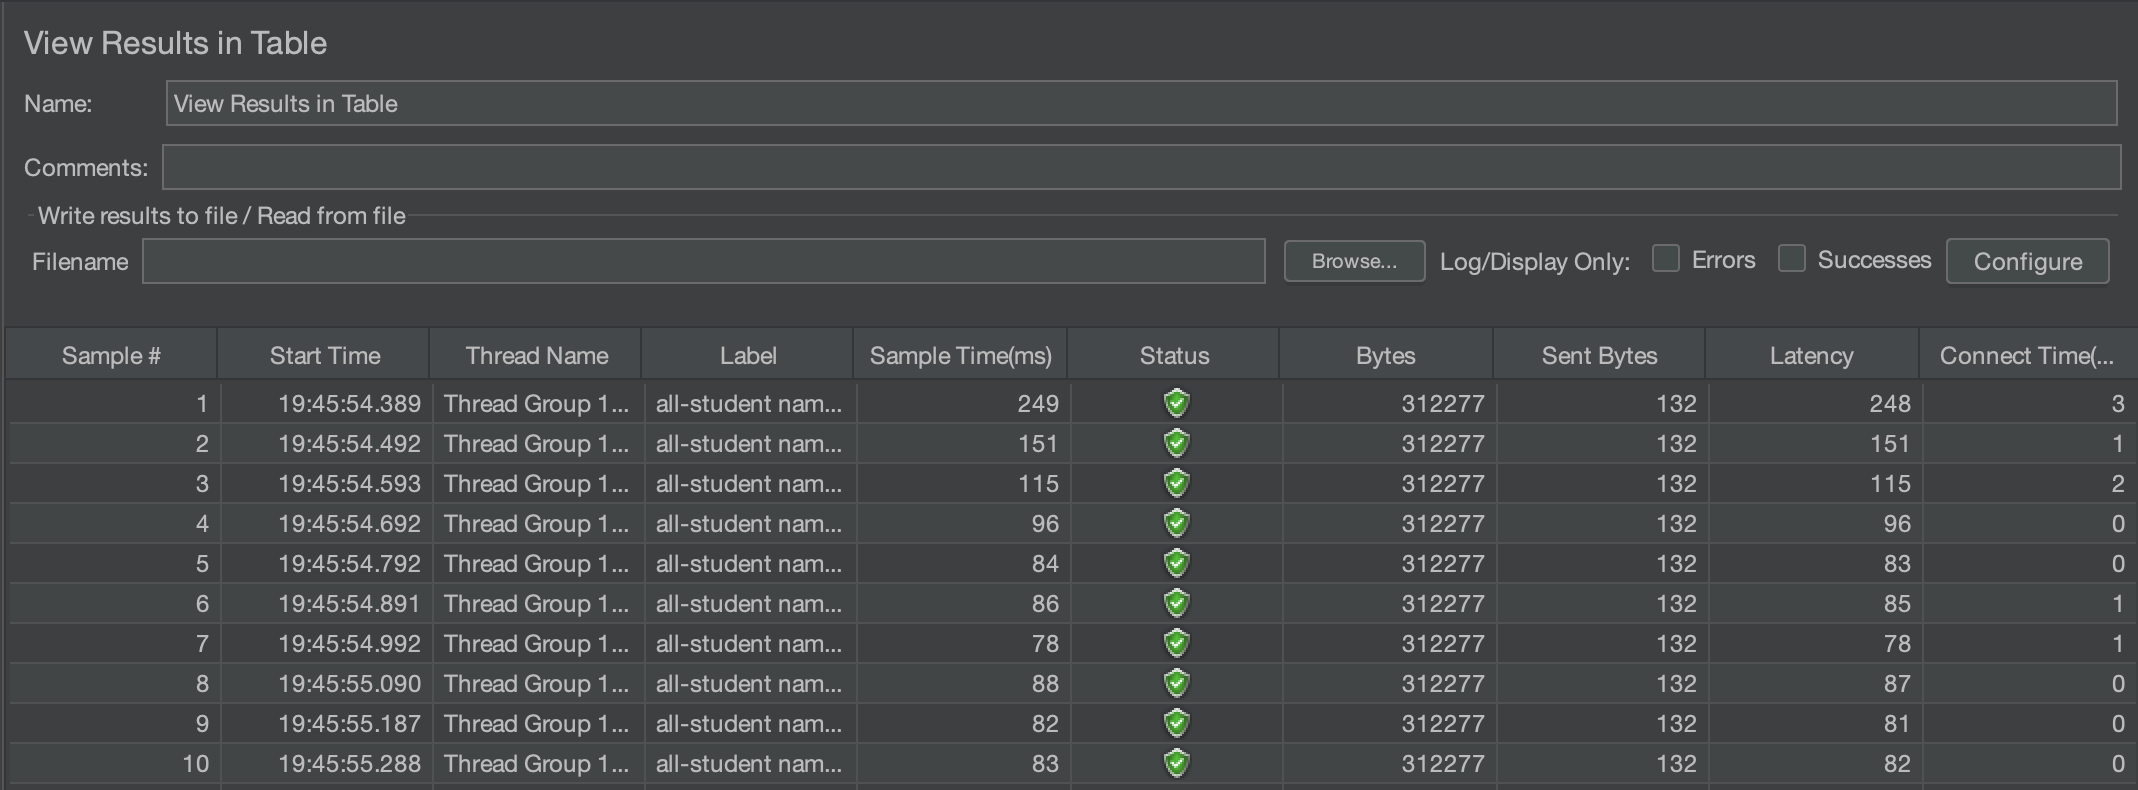 View Results in Table
Name: View Results in Table
Comments:
Write results to file / Read from file
Filename Browse... Log/Display Only: Errors Successes Configure
Sample # Start Time Thread Name Label Sample Time(ms) Status Bytes Sent Bytes Latency Connect Time(...
1 19:45:54.389 Thread Group 1... all-student nam... 249 312277 132 248 3
2 19:45:54.492 Thread Group 1... all-student nam... 151 312277 132 151 1
3 19:45:54.593 Thread Group 1... all-student nam... 115 312277 132 115 2
4 19:45:54.692 Thread Group 1... all-student nam... 96 312277 132 96 0
5 19:45:54.792 Thread Group 1... all-student nam... 84 312277 132 83 0
6 19:45:54.891 Thread Group 1... all-student nam... 86 312277 132 85 1
7 19:45:54.992 Thread Group 1... all-student nam... 78 312277 132 78 1
8 19:45:55.090 Thread Group 1... all-student nam... 88 312277 132 87 0
9 19:45:55.187 Thread Group 1... all-student nam... 82 312277 132 81 0
10 19:45:55.288 Thread Group 1... all-student nam... 83 312277 132 82 0